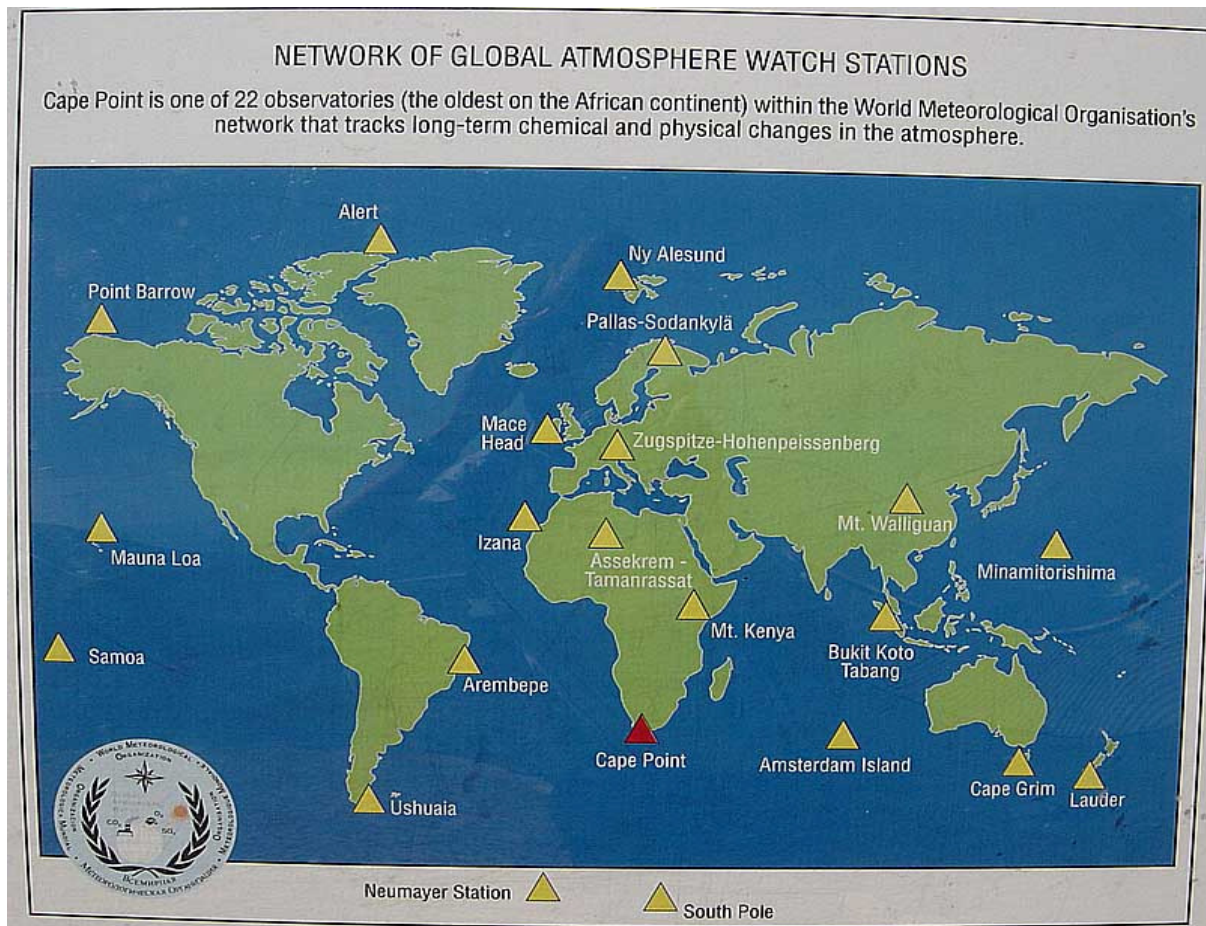 NETWORK OF GLOBAL ATMOSPHERE WATCH STATIONS
Cape Point is one of 22 observatories (the oldest on the African continent) within the World Meteorological Organisation's
network that tracks long-term chemical and physical changes in the atmosphere.
Alert
Ny Alesund
Point Barrow
Pallas-Sodankylä
Mace
Head
Zugspitze-Hohenpeissenberg
Mt. Walliguan
Izana
Mauna Loa
Assekrem -
Tamanrassat
Minamitorishima
Mt. Kenya
Samoa
Bukit Koto
Tabang
Arembepe
Cape Point
Amsterdam Island
Cape Grim
Lauder
Ushuaia
WORLD METEOROLOGICAL
ORGANIZATION
ВСЕМИРНАЯ
МЕТЕОРОЛОГИЧЕСКАЯ ОРГАНИЗАЦИЯ
Neumayer Station
South Pole